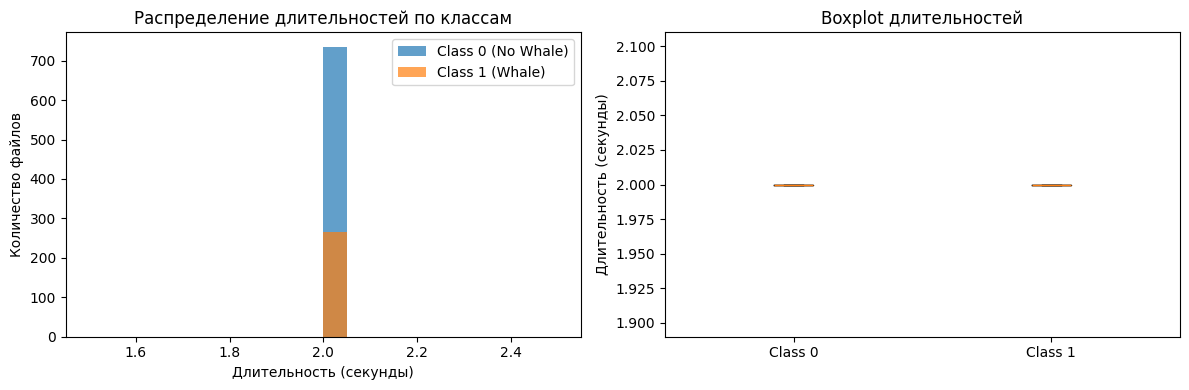 Распределение длительностей по классам
Количество файлов
700
600
500
400
300
200
100
0
Class 0 (No Whale)
Class 1 (Whale)
1.6 1.8 2.0 2.2 2.4
Длительность (секунды)
Boxplot длительностей
Длительность (секунды)
2.100
2.075
2.050
2.025
2.000
1.975
1.950
1.925
1.900
Class 0 Class 1